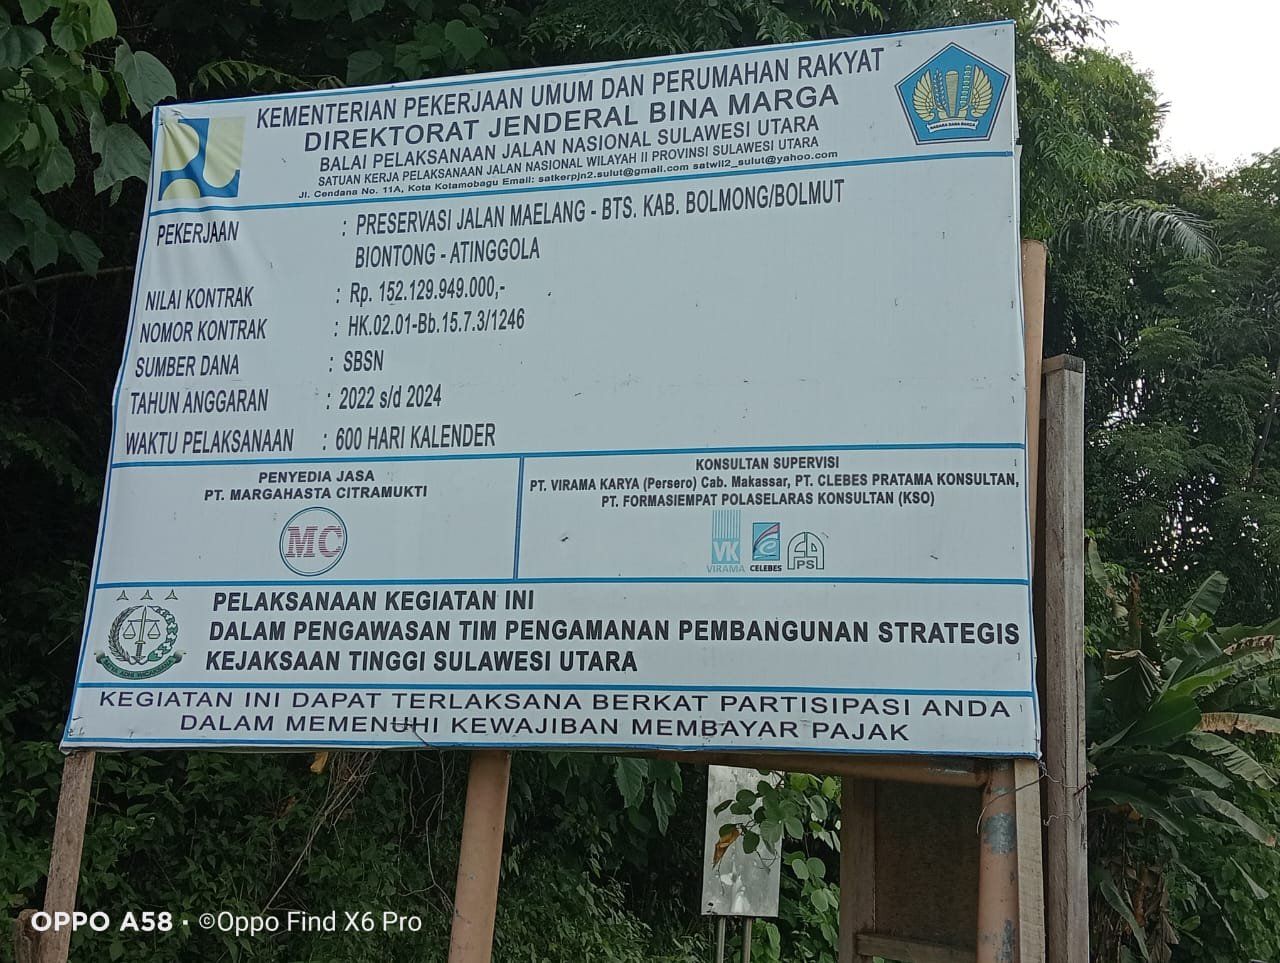 KEMENTERIAN PEKERJAAN UMUM DAN PERUMAHAN RAKYAT
DIREKTORAT JENDERAL BINA MARGA
BALAI PELAKSANAAN JALAN NASIONAL SULAWESI UTARA
SATUAN KERJA PELAKSANAAN JALAN NASIONAL WILAYAH II PROVINSI SULAWESI UTARA
Jl. Cendana No. 11A, Kota Kotamobagu Email: satkerpjn2.sulut@gmail.com satwil2_sulut@yahoo.com
PEKERJAAN : PRESERVASI JALAN MAELANG - BTS. KAB. BOLMONG/BOLMUT
BIONTONG - ATINGGOLA
NILAI KONTRAK : Rp. 152.129.949.000,-
NOMOR KONTRAK : HK.02.01-Bb.15.7.3/1246
SUMBER DANA : SBSN
TAHUN ANGGARAN : 2022 s/d 2024
WAKTU PELAKSANAAN : 600 HARI KALENDER
PENYEDIA JASA
PT. MARGAHASTA CITRAMUKTI
MC
KONSULTAN SUPERVISI
PT. VIRAMA KARYA (Persero) Cab. Makassar, PT. CLEBES PRATAMA KONSULTAN,
PT. FORMASIEMPAT POLASELARAS KONSULTAN (KSO)
VK
VIRAMA
CELEBES
PS
PELAKSANAAN KEGIATAN INI
DALAM PENGAWASAN TIM PENGAMANAN PEMBANGUNAN STRATEGIS
KEJAKSAAN TINGGI SULAWESI UTARA
KEGIATAN INI DAPAT TERLAKSANA BERKAT PARTISIPASI ANDA
DALAM MEMENUHI KEWAJIBAN MEMBAYAR PAJAK
OPPO A58 · ©Oppo Find X6 Pro